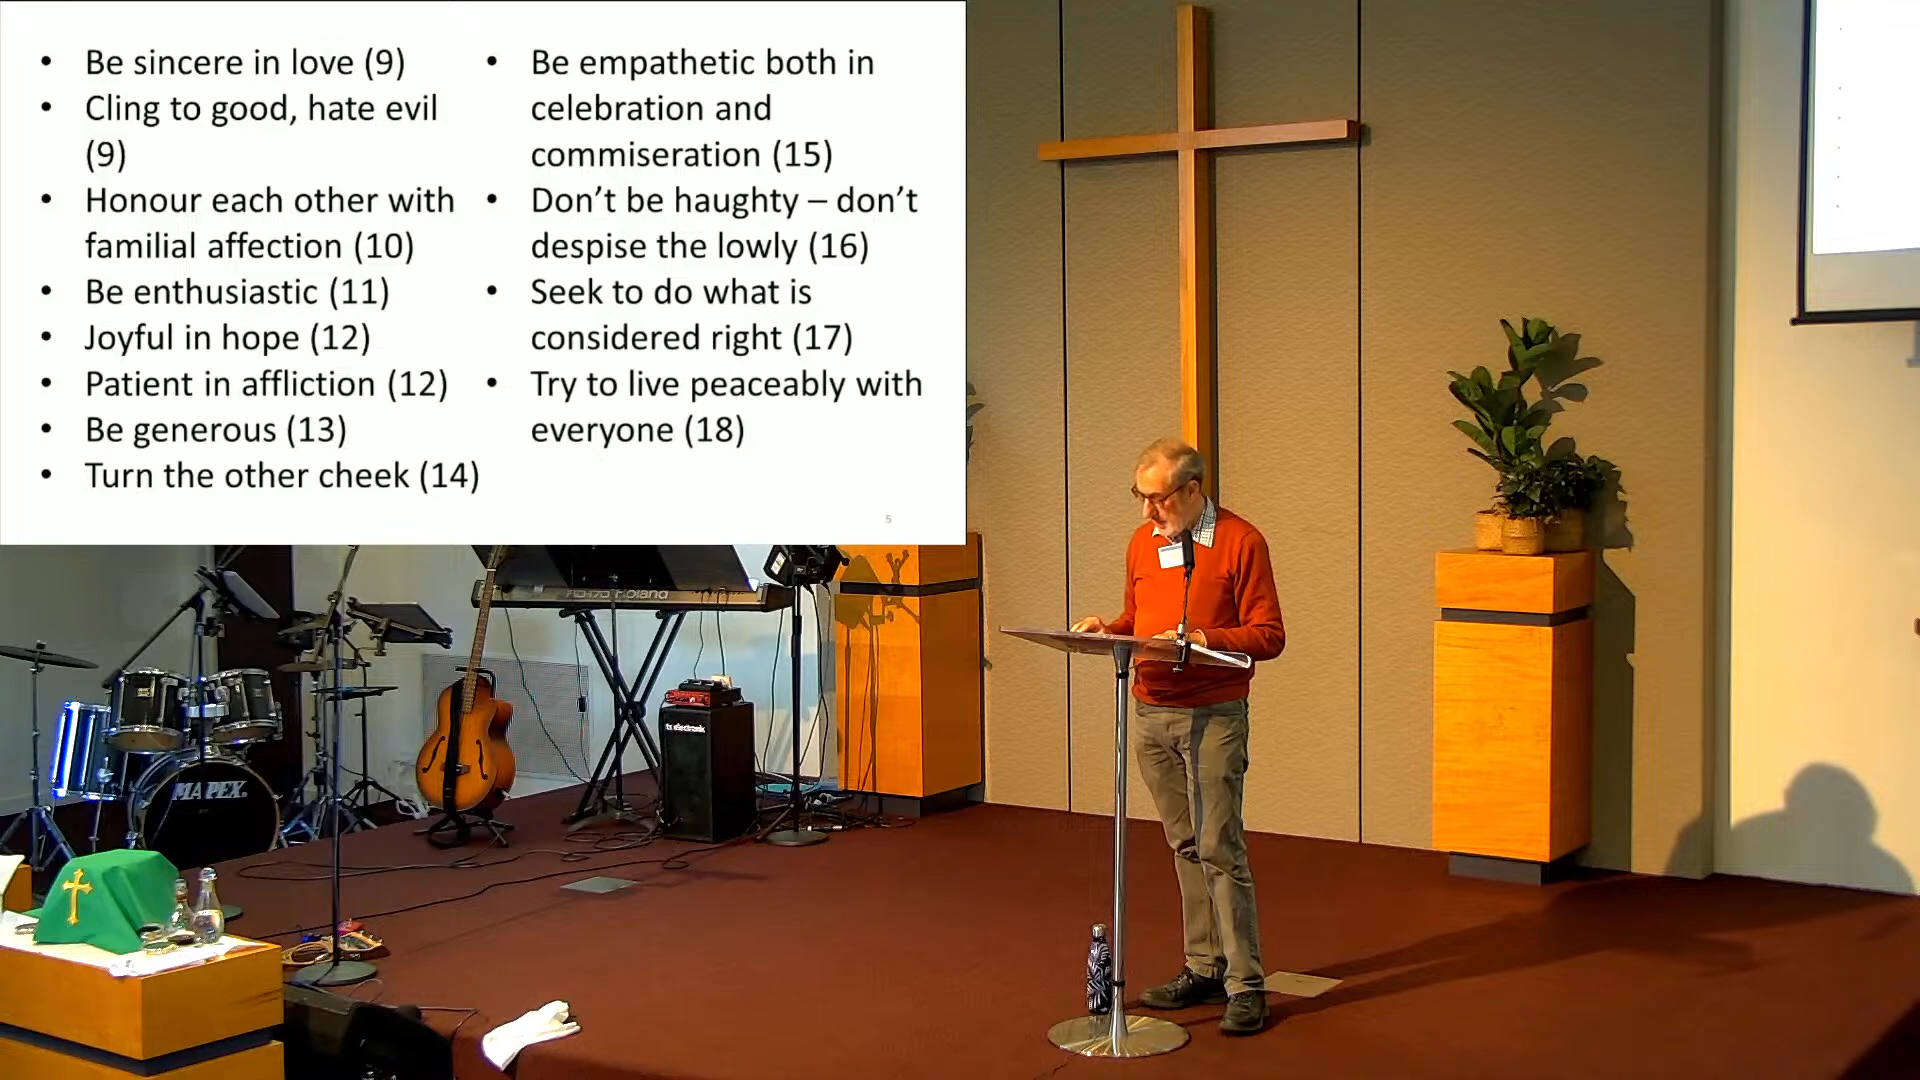 • Be sincere in love (9)
• Cling to good, hate evil
(9)
• Honour each other with
familial affection (10)
• Be enthusiastic (11)
• Joyful in hope (12)
• Patient in affliction (12)
• Be generous (13)
• Turn the other cheek (14)
• Be empathetic both in
celebration and
commiseration (15)
• Don’t be haughty – don’t
despise the lowly (16)
• Seek to do what is
considered right (17)
• Try to live peaceably with
everyone (18)
5
Roland
tc electronic
MAPEX